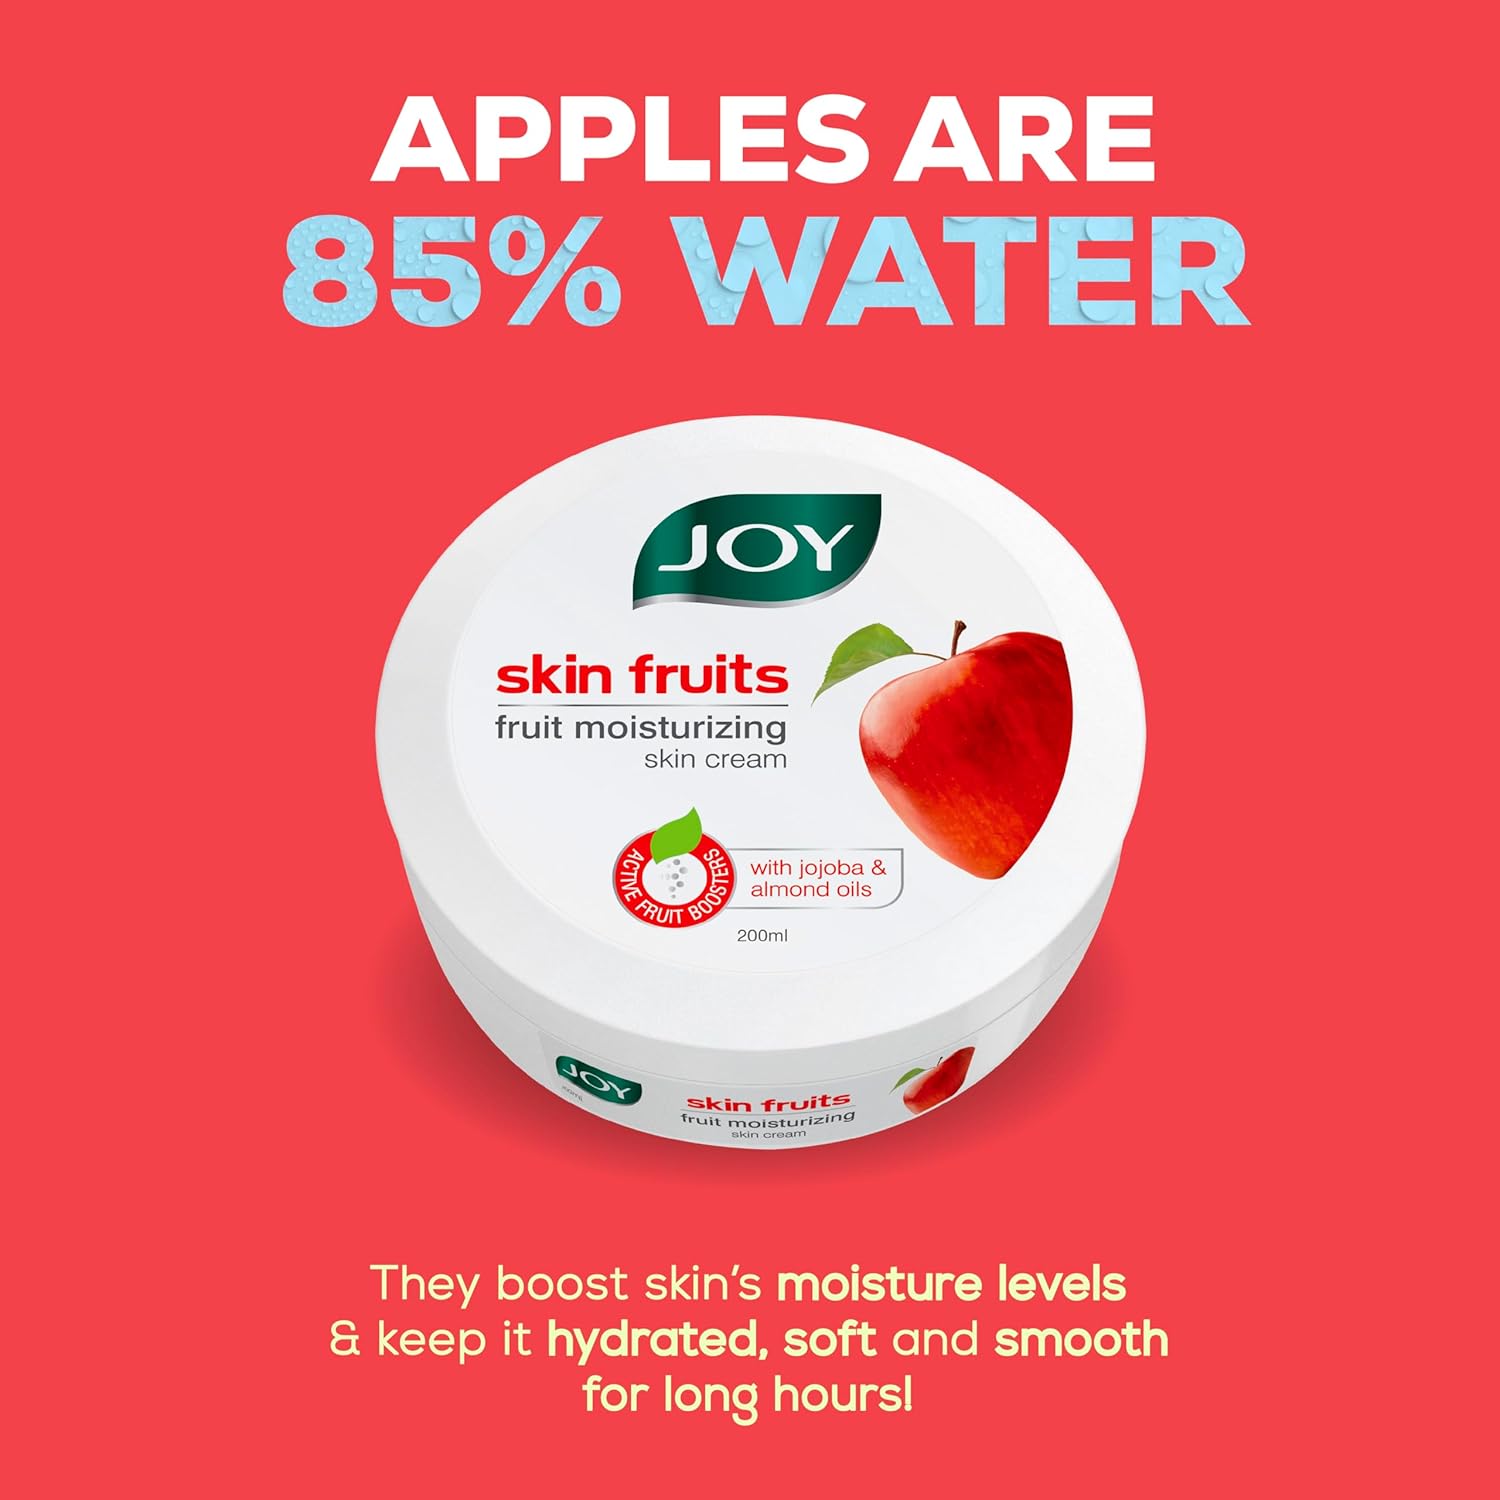 APPLES ARE
85% WATER
JOY
skin fruits
fruit moisturizing
skin cream
ACTIVE FRUIT BOOSTERS
with jojoba &
almond oils
200ml
JOY
skin fruits
fruit moisturizing
skin cream
They boost skin’s moisture levels
& keep it hydrated, soft and smooth
for long hours!